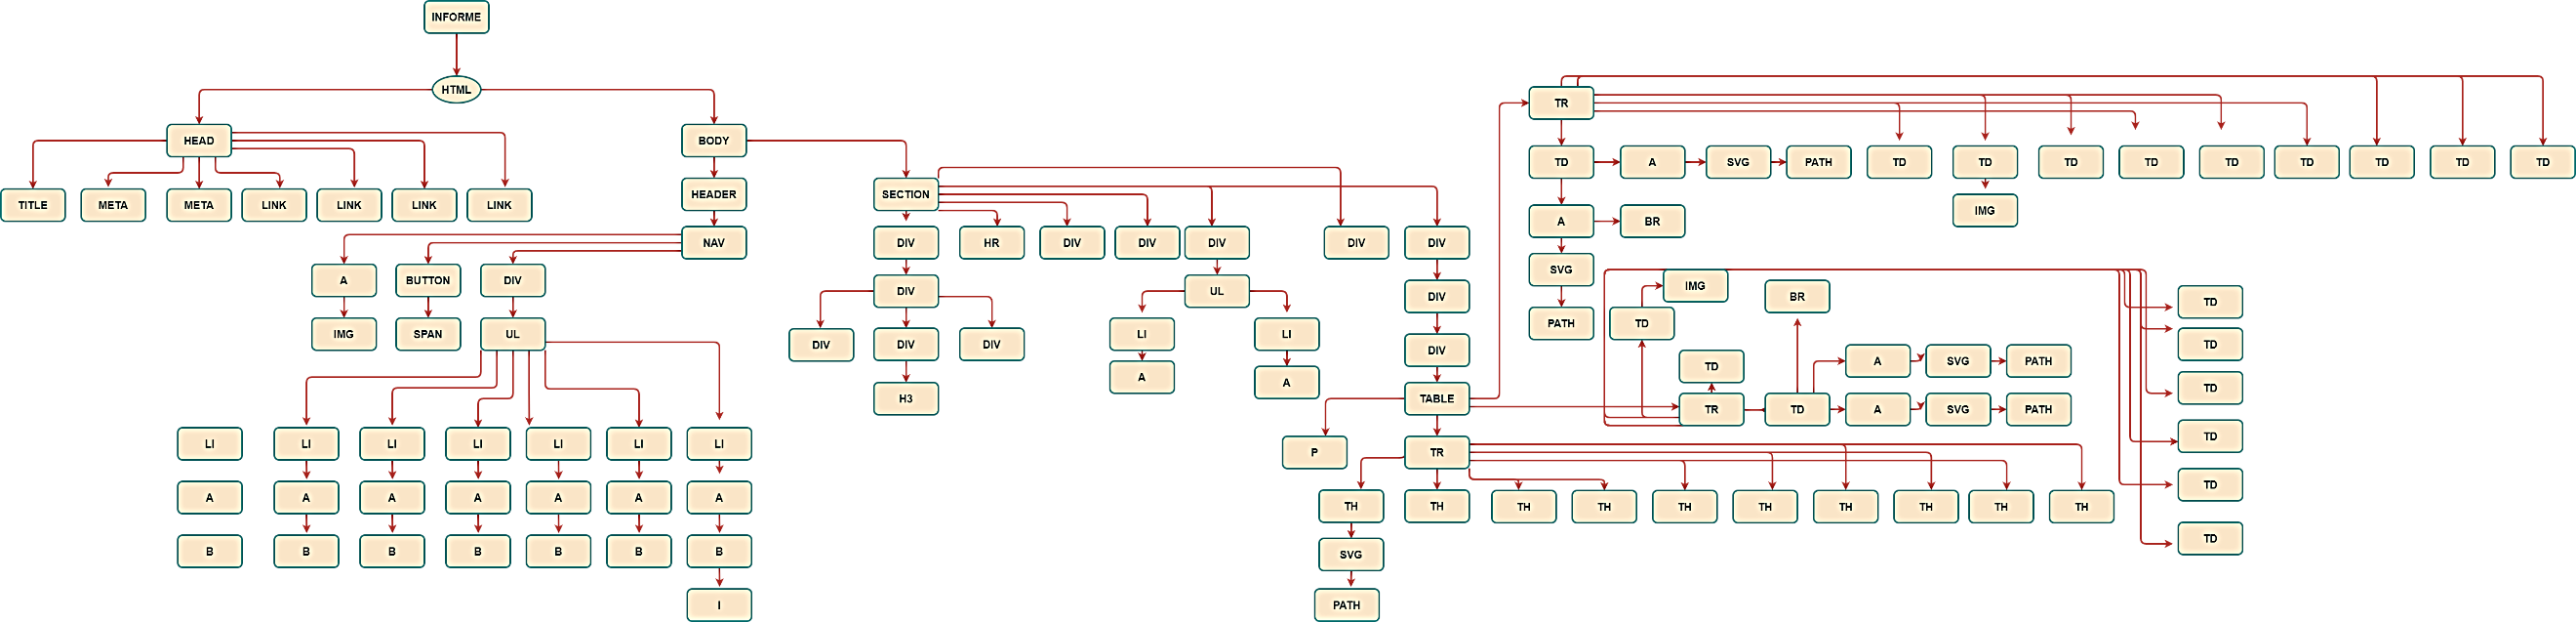 INFORME
HTML
TR
HEAD
BODY
TD A SVG PATH TD TD TD TD TD TD TD TD TD
HEADER
SECTION
TITLE META META LINK LINK LINK LINK
IMG
A BR
NAV
DIV HR DIV DIV DIV DIV DIV
SVG
A BUTTON DIV
IMG
DIV UL
DIV BR
TD
PATH
TD
IMG SPAN UL
LI LI
DIV DIV DIV
TD
DIV
A SVG PATH
TD
A A
TD
H3
TABLE
TR TD A SVG PATH
TD
LI LI LI LI LI LI LI
P TR
TD
A A A A A A A
TH TH TH TH TH TH TH TH TH TH
TD
B B B B B B B
SVG
I
PATH